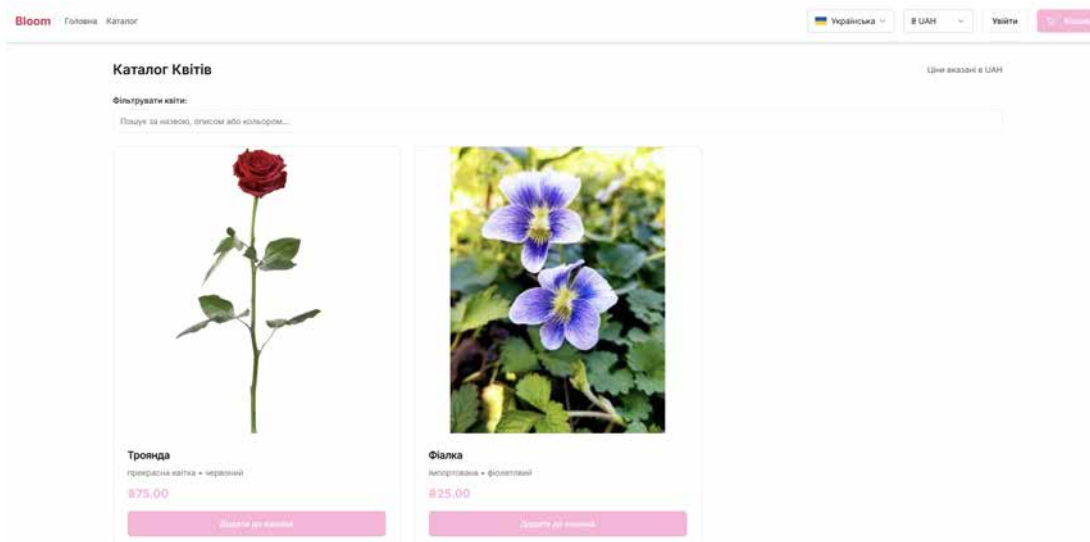 Bloom Головна Каталог Українська ₴ UAH Увійти
Каталог Квітів Ціни вказані в UAH
Фільтрувати квіти:
Пошук за назвою, описом або кольором...
Троянда Фіалка
прекрасна квітка • червоний імпортована • фіолетовий
₴75.00 ₴25.00
Додати до кошика Додати до кошика